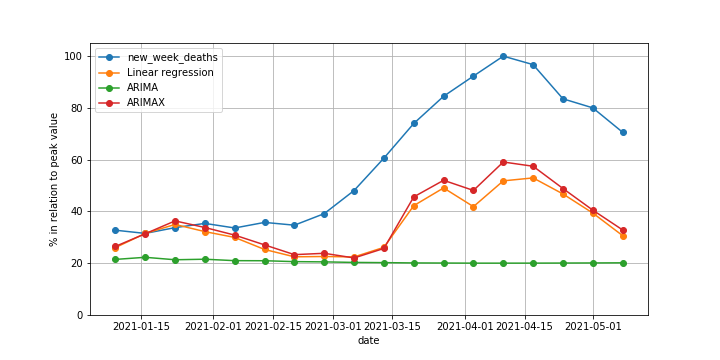 new_week_deaths
Linear regression
ARIMA
ARIMAX
% in relation to peak value
100
80
60
40
20
0
2021-01-15 2021-02-01 2021-02-15 2021-03-01 2021-03-15 2021-04-01 2021-04-15 2021-05-01
date